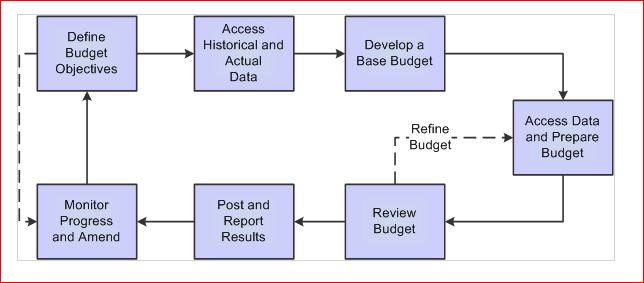 Define
Budget
Objectives
Access
Historical and
Actual
Data
Develop a
Base Budget
Access Data
and Prepare
Budget
Refine
Budget
Review
Budget
Post and
Report
Results
Monitor
Progress
and Amend